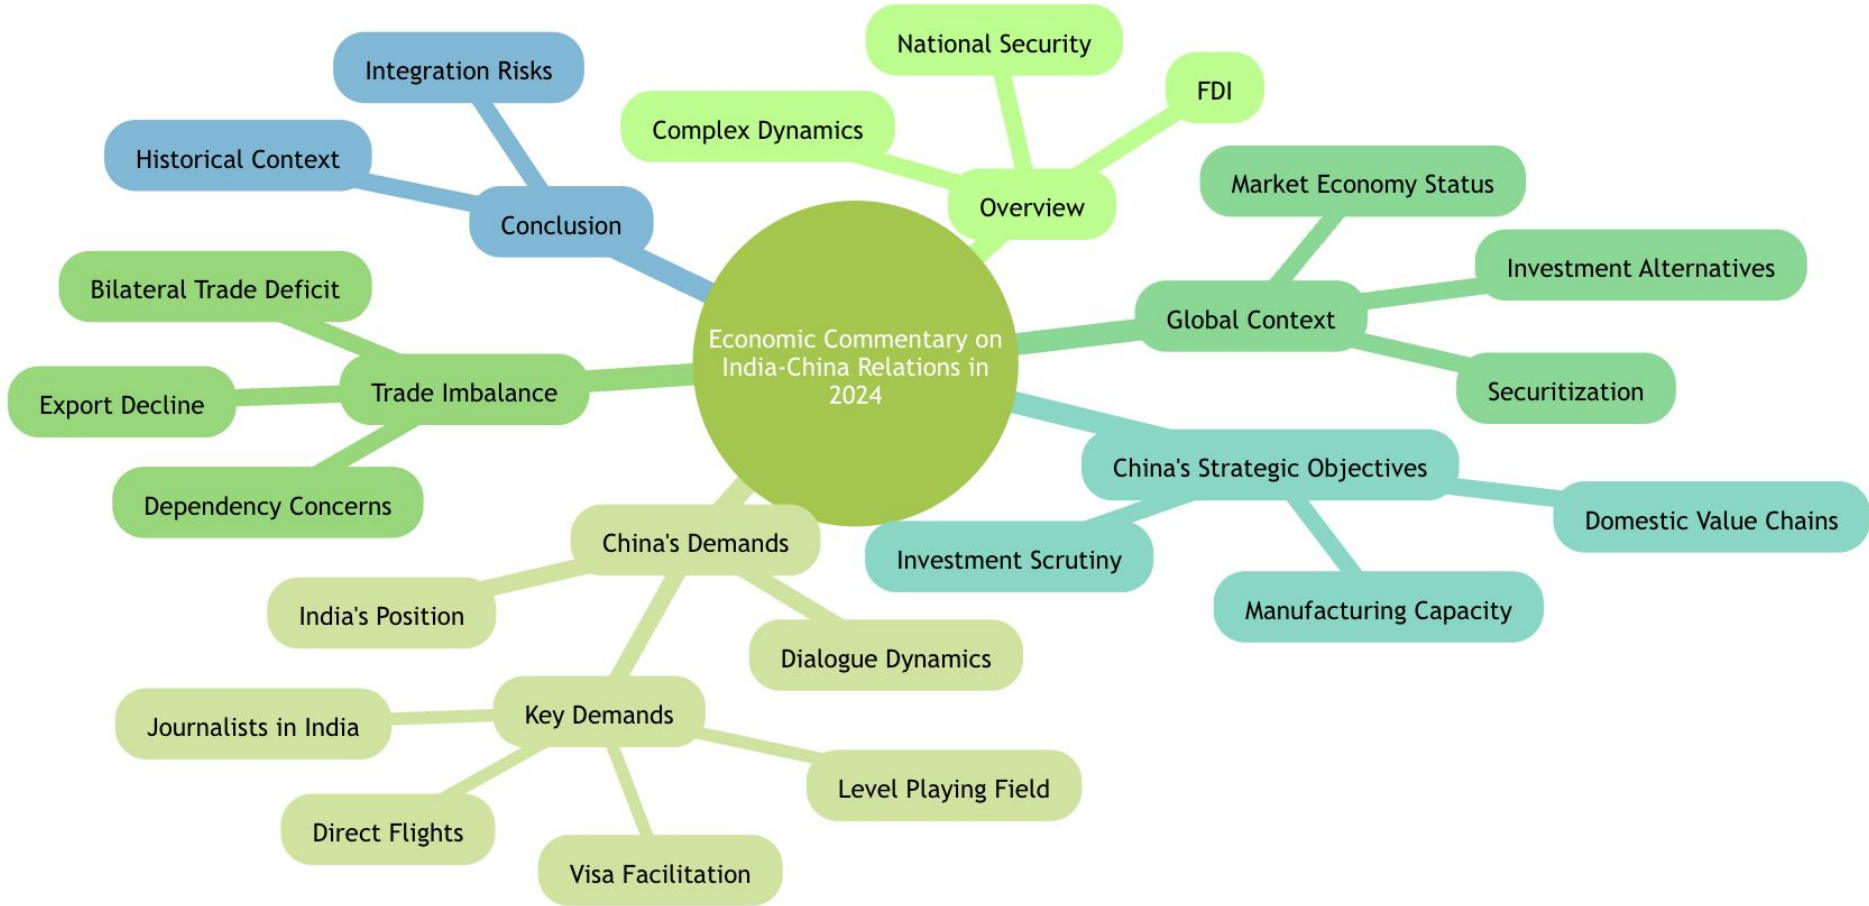 Economic Commentary on
India-China Relations in
2024
Overview
Complex Dynamics
National Security
FDI
Global Context
Market Economy Status
Investment Alternatives
Securitization
China's Strategic Objectives
Domestic Value Chains
Manufacturing Capacity
Investment Scrutiny
China's Demands
India's Position
Key Demands
Journalists in India
Direct Flights
Visa Facilitation
Level Playing Field
Dialogue Dynamics
Trade Imbalance
Bilateral Trade Deficit
Export Decline
Dependency Concerns
Conclusion
Historical Context
Integration Risks